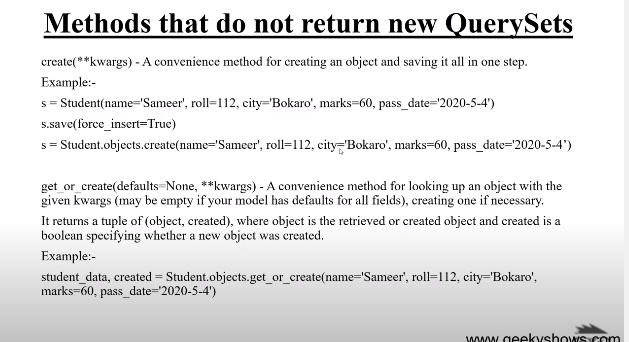 Methods that do not return new QuerySets
create(**kwargs) - A convenience method for creating an object and saving it all in one step.
Example:-
s = Student(name='Sameer', roll=112, city='Bokaro', marks=60, pass_date='2020-5-4')
s.save(force_insert=True)
s = Student.objects.create(name='Sameer', roll=112, city='Bokaro', marks=60, pass_date='2020-5-4')
get_or_create(defaults=None, **kwargs) - A convenience method for looking up an object with the
given kwargs (may be empty if your model has defaults for all fields), creating one if necessary.
It returns a tuple of (object, created), where object is the retrieved or created object and created is a
boolean specifying whether a new object was created.
Example:-
student_data, created = Student.objects.get_or_create(name='Sameer', roll=112, city='Bokaro',
marks=60, pass_date='2020-5-4')
www.geekyshows.com